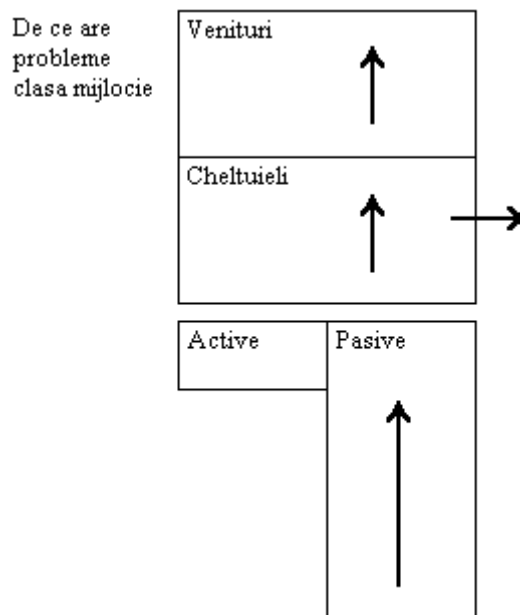 De ce are
probleme
clasa mijlocie
Venituri
Cheltuieli
Active
Pasive